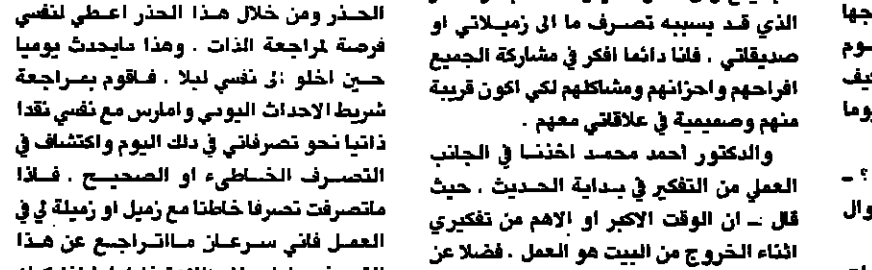 الذي قد يسببه تصرف ما الى زميلاتي او
صديقاتي . فانا دائما افكر في مشاركة الجميع
افراحهم واحزانهم ومشاكلهم لكي اكون قريبة
منهم وصميمية في علاقاتي معهم .
والدكتور احمد محمد اخذنا في الجانب
العملي من التفكير في بداية الحديث ، حيث
قال ــ ان الوقت الاكبر او الاهم من تفكيري
اثناء الخروج من البيت هو العمل . فضلا عن
الحذر ومن خلال هذا الحذر اعطي لنفسي
فرصة لمراجعة الذات . وهذا مايحدث يوميا
حين اخلو الى نفسي ليلا . فاقوم بمراجعة
شريط الاحداث اليومي وامارس مع نفسي نقدا
ذاتيا نحو تصرفاتي في ذلك اليوم واكتشاف في
التصرف الخاطىء او الصحيح . فاذا
ماتصرفت تصرفا خاطئا مع زميل او زميلة لي في
العمل فاني سرعان مااتراجع عن هذا